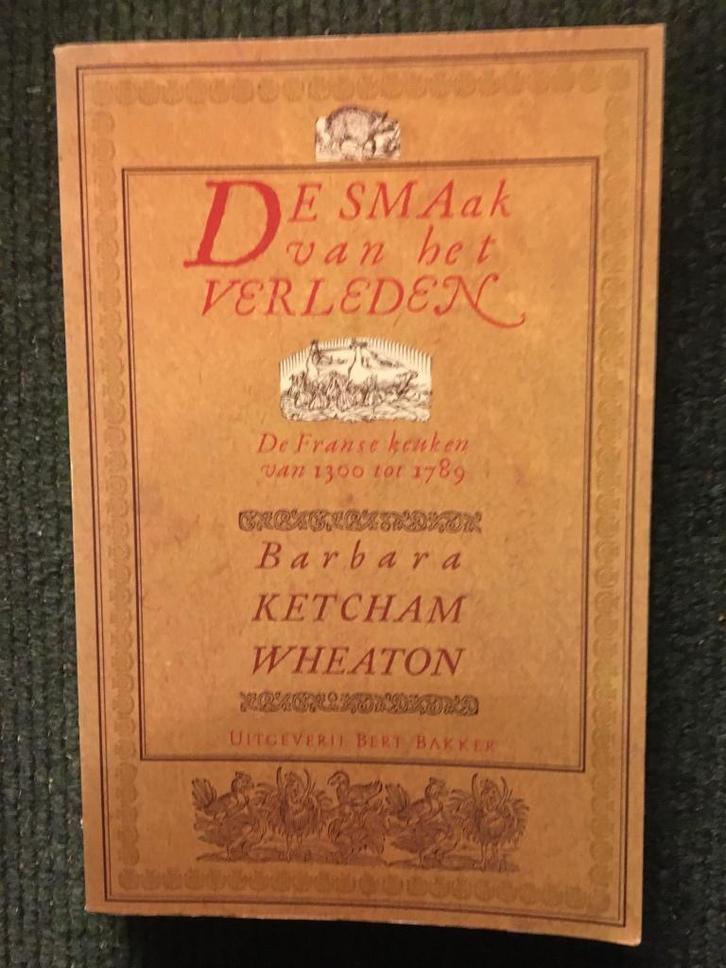 DE SMAak
van het
VERLEDEN
De Franse keuken
van 1300 tot 1789
Barbara
KETCHAM
WHEATON
UITGEVERIJ BERT BAKKER